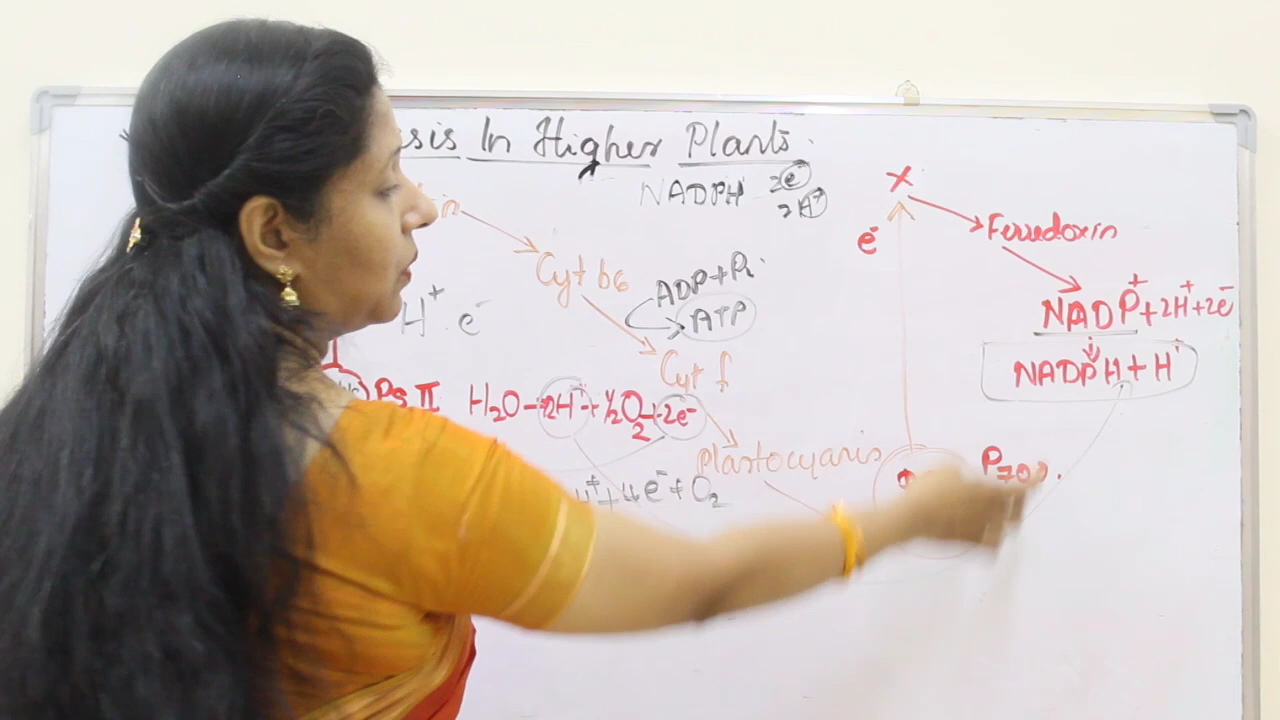 sis In Higher Plants.
NADPH 2e⁻
2H⁺
X
in
e⁻
Ferredoxin
Cyt b6
ADP+Pi
H⁺ e⁻
ATP
NADP⁺+2H⁺+2e⁻
NADPH+H⁺
Cyt f
PS II
H₂O → 2H⁺+½O₂+2e⁻
Plastocyanin
P700.
H⁺+4e⁻+O₂